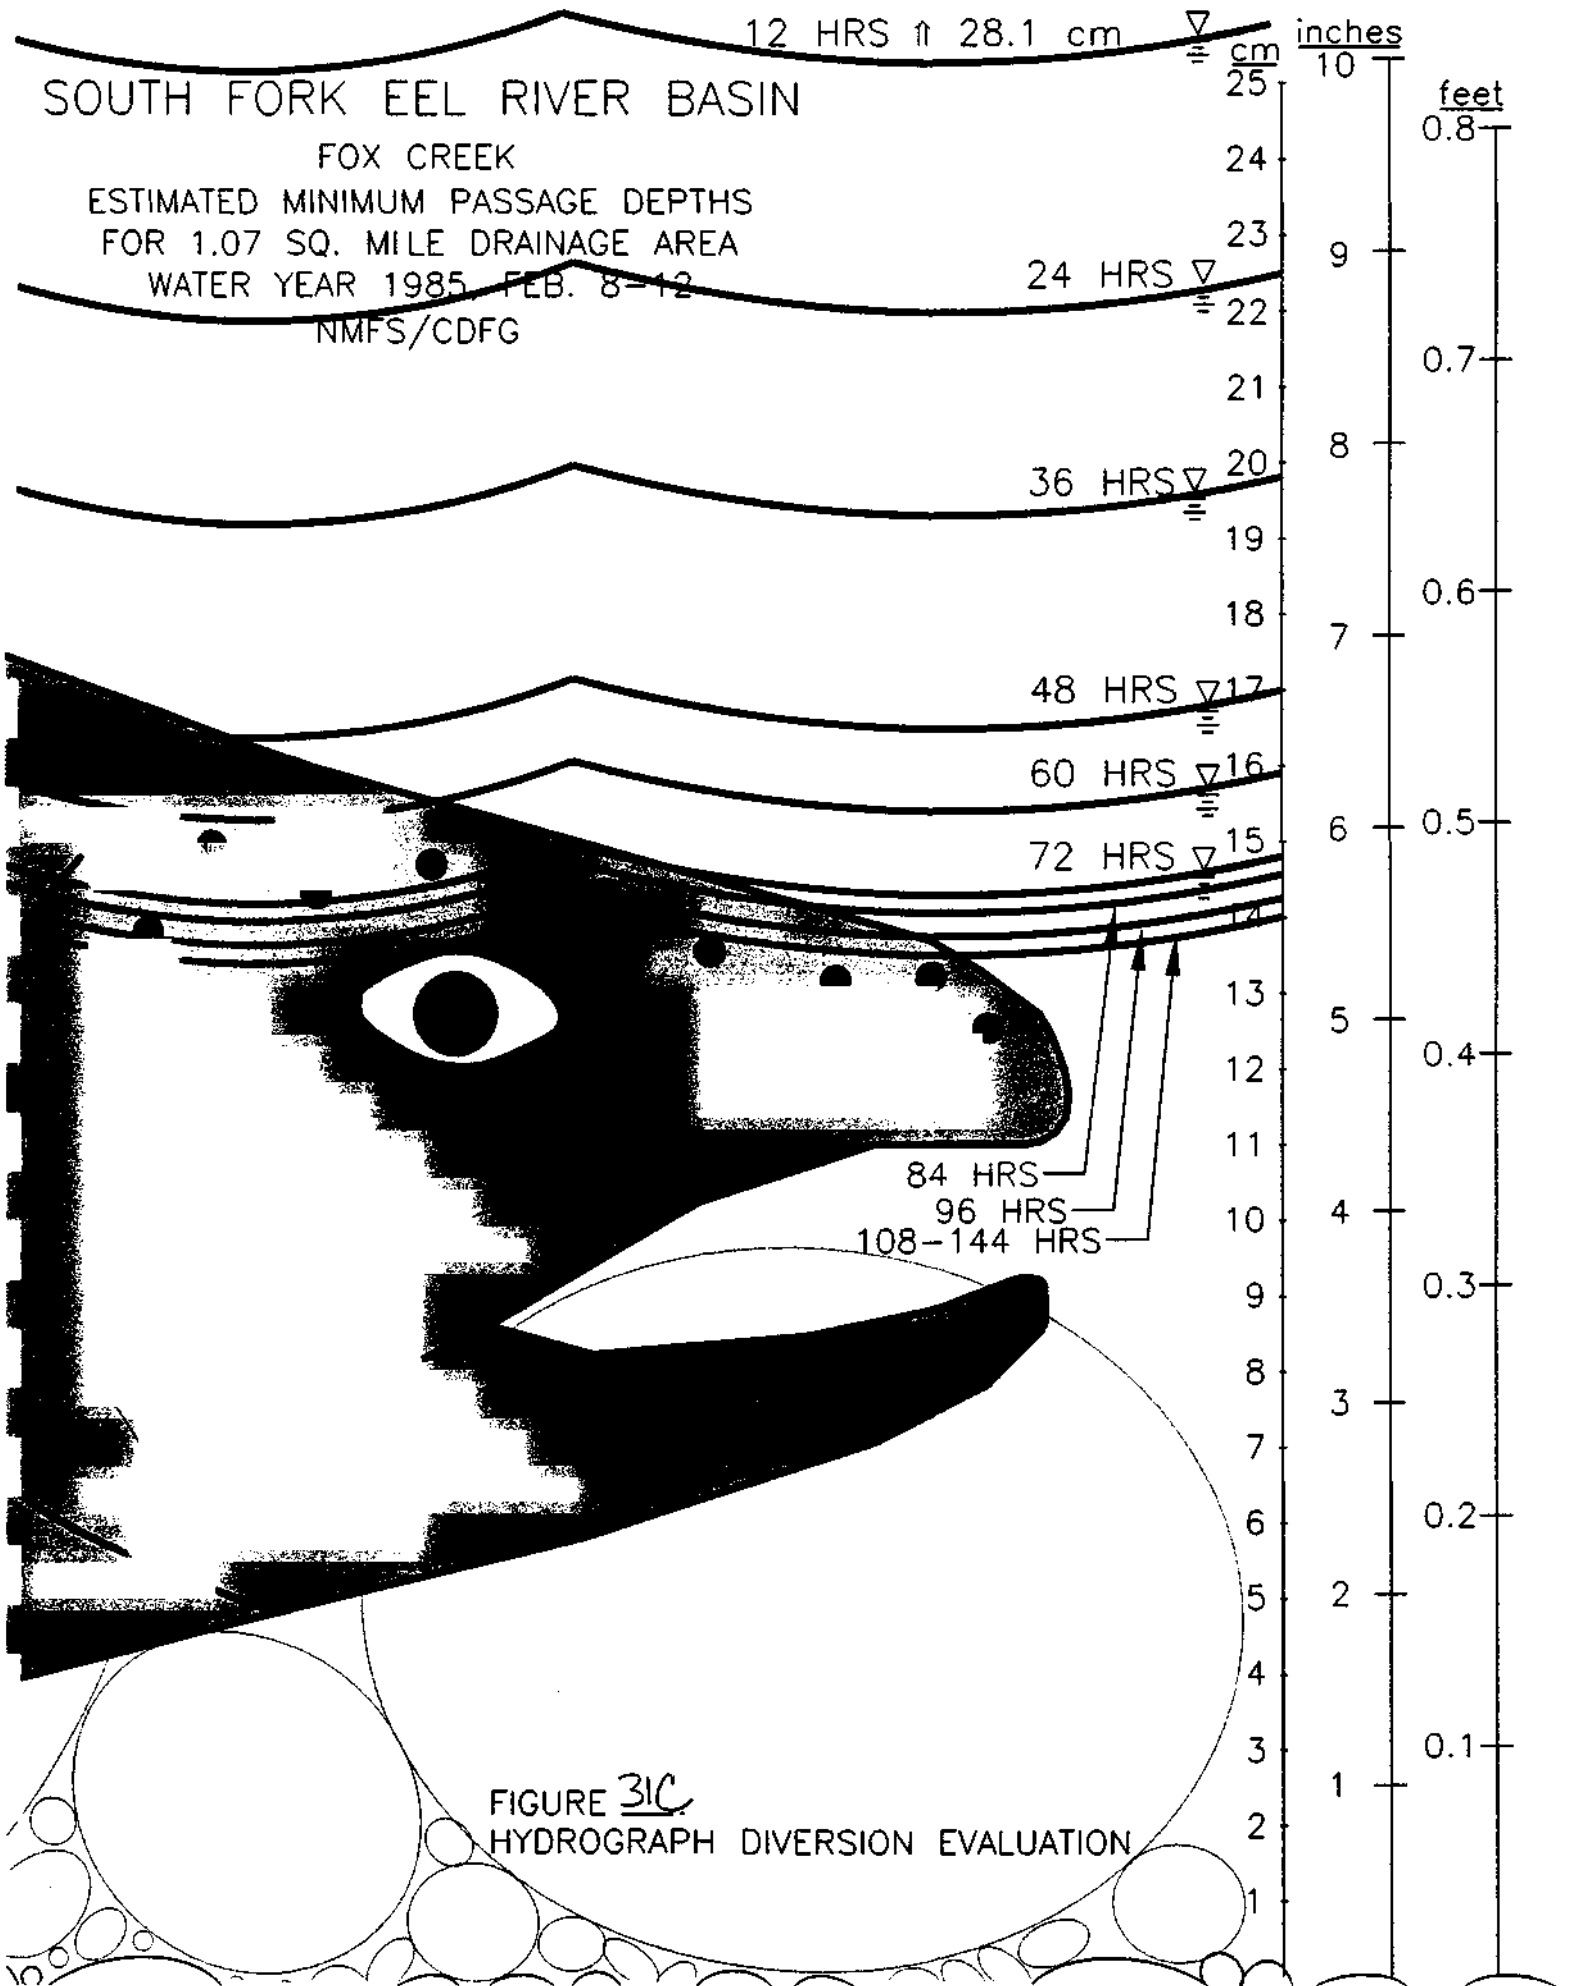 12 HRS ⇑ 28.1 cm
SOUTH FORK EEL RIVER BASIN
FOX CREEK
ESTIMATED MINIMUM PASSAGE DEPTHS
FOR 1.07 SQ. MILE DRAINAGE AREA
WATER YEAR 1985, FEB. 8-12
NMFS/CDFG
24 HRS
36 HRS
48 HRS
60 HRS
72 HRS
84 HRS
96 HRS
108-144 HRS
cm
25
24
23
22
21
20
19
18
17
16
15
14
13
12
11
10
9
8
7
6
5
4
3
2
1
inches
10
9
8
7
6
5
4
3
2
1
feet
0.8
0.7
0.6
0.5
0.4
0.3
0.2
0.1
FIGURE 31C.
HYDROGRAPH DIVERSION EVALUATION